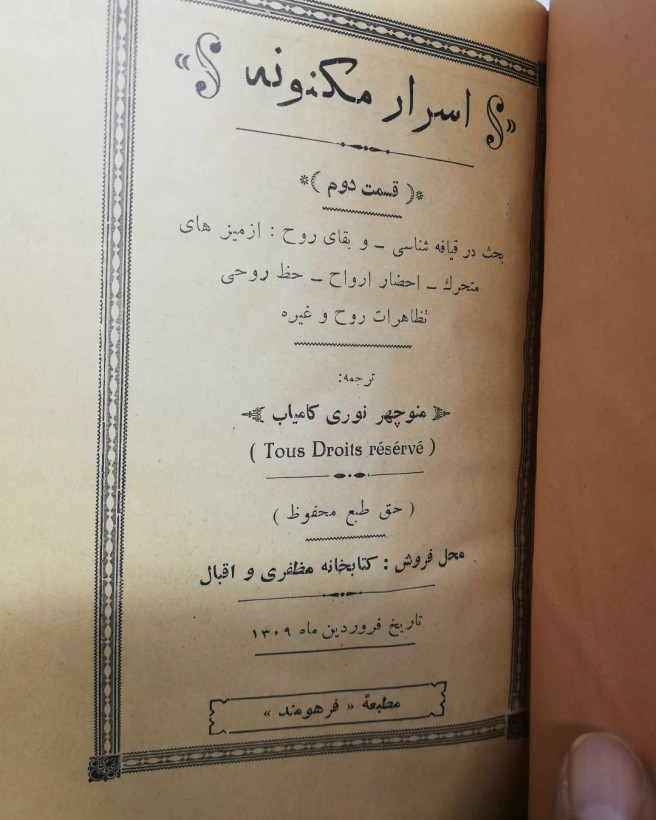 « اسرار مکنونه »
(قسمت دوم)
بحث در قیافه شناسی ـ و بقای روح : ازمیز های
متحرك ـ احضار ارواح ـ حظ روحی
تظاهرات روح و غیره
ترجمه:
منوچهر نوری کامیاب
( Tous Droits résérvé )
( حق طبع محفوظ )
محل فروش : کتابخانه مظفری و اقبال
تاریخ فروردین ماه ۱۳۰۹
مطبعهٔ « فرهومند »